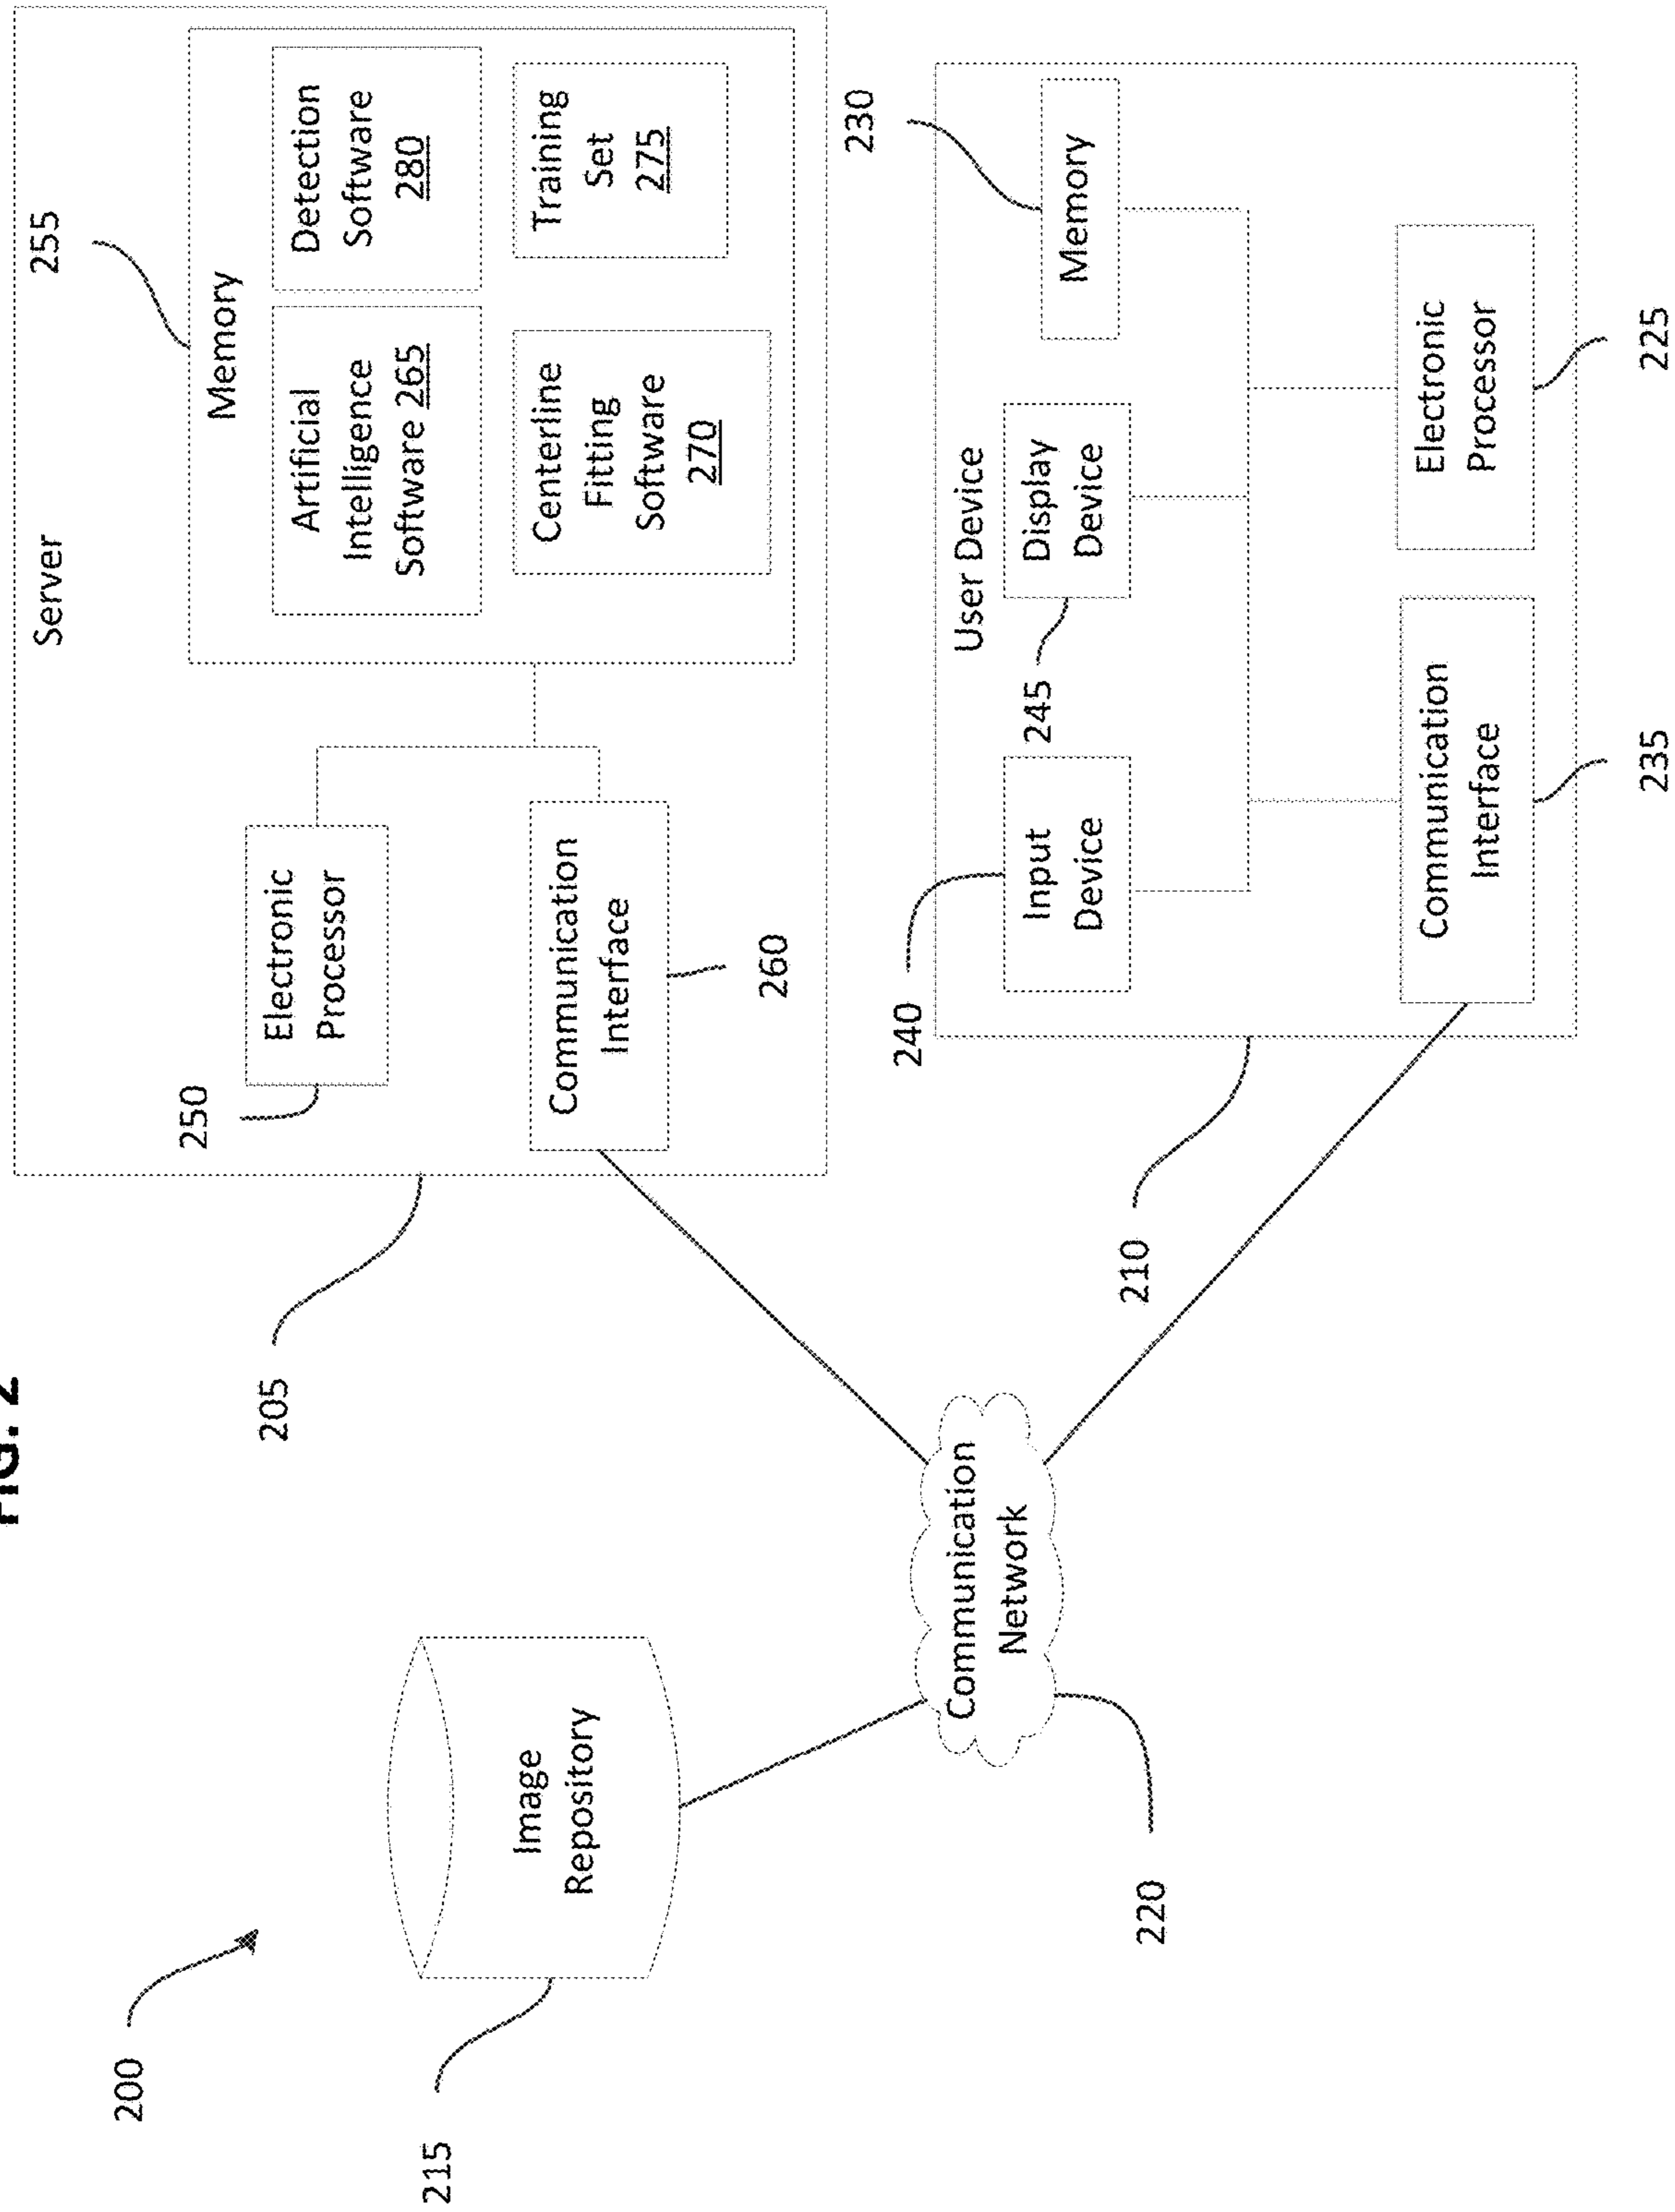 FIG. 2
200
215
Image
Repository
220
Communication
Network
205
Server
250
Electronic
Processor
Communication
Interface
260
255
Memory
Artificial
Intelligence
Software 265
Detection
Software
280
Centerline
Fitting
Software
270
Training
Set
275
210
User Device
240
Input
Device
245
Display
Device
230
Memory
Communication
Interface
235
Electronic
Processor
225